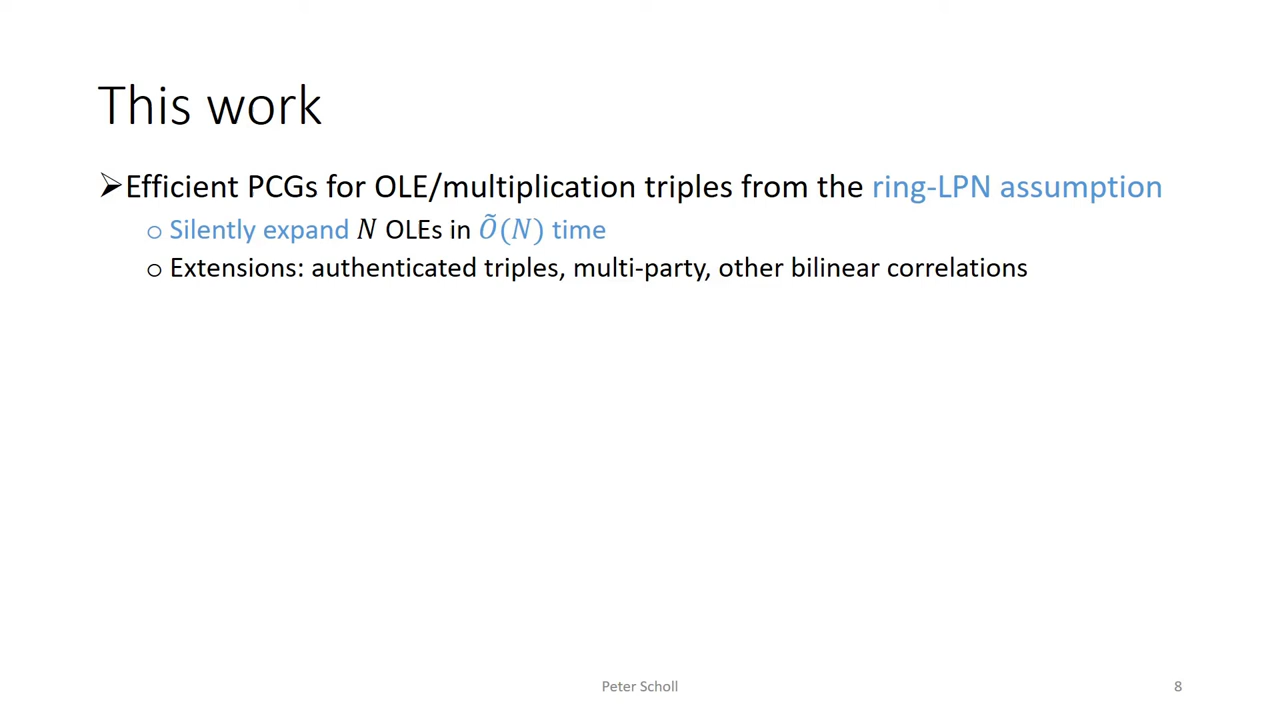 This work
➢Efficient PCGs for OLE/multiplication triples from the ring-LPN assumption
○ Silently expand 𝑁 OLEs in Õ(𝑁) time
○ Extensions: authenticated triples, multi-party, other bilinear correlations
Peter Scholl
8